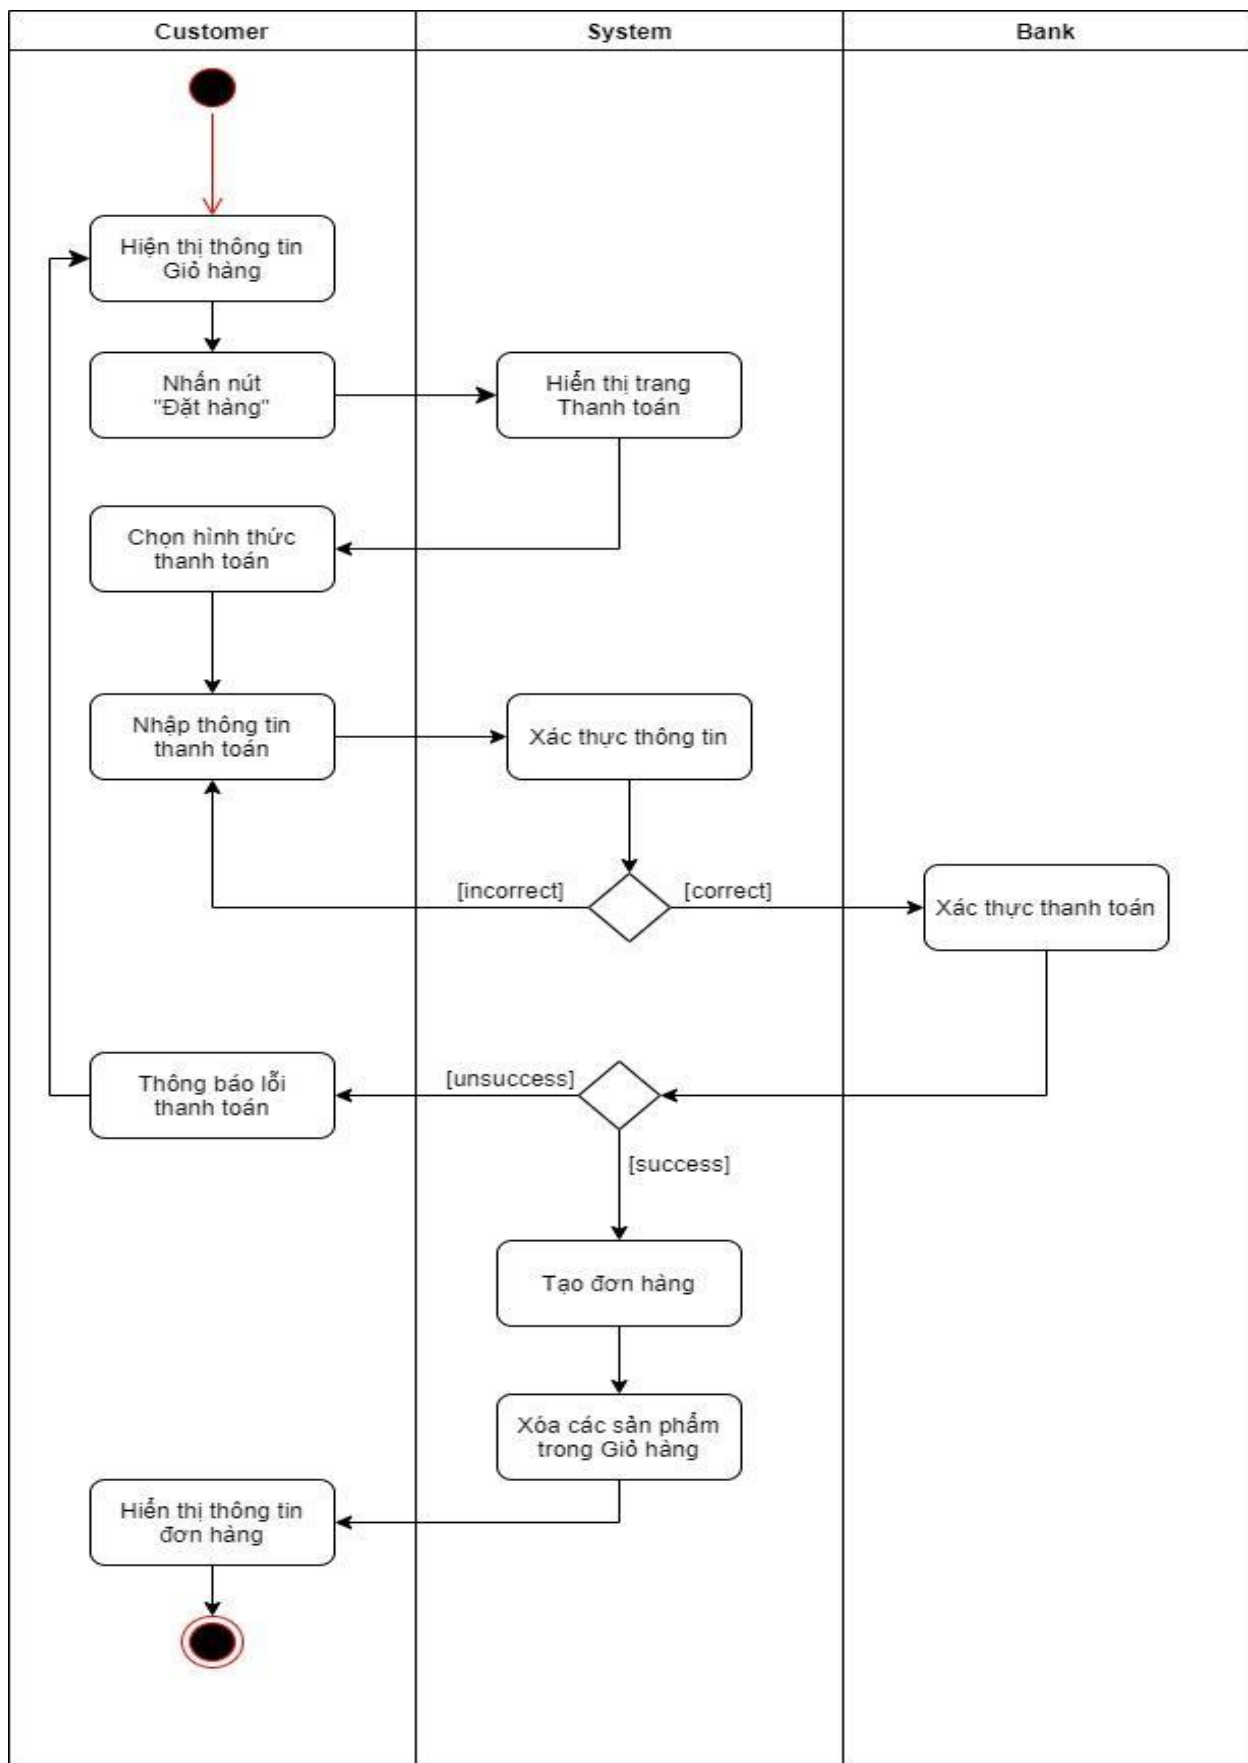 Customer
System
Bank
Hiện thị thông tin
Giỏ hàng
Nhấn nút
"Đặt hàng"
Hiển thị trang
Thanh toán
Chọn hình thức
thanh toán
Nhập thông tin
thanh toán
Xác thực thông tin
[incorrect]
[correct]
Xác thực thanh toán
Thông báo lỗi
thanh toán
[unsuccess]
[success]
Tạo đơn hàng
Xóa các sản phẩm
trong Giỏ hàng
Hiển thị thông tin
đơn hàng